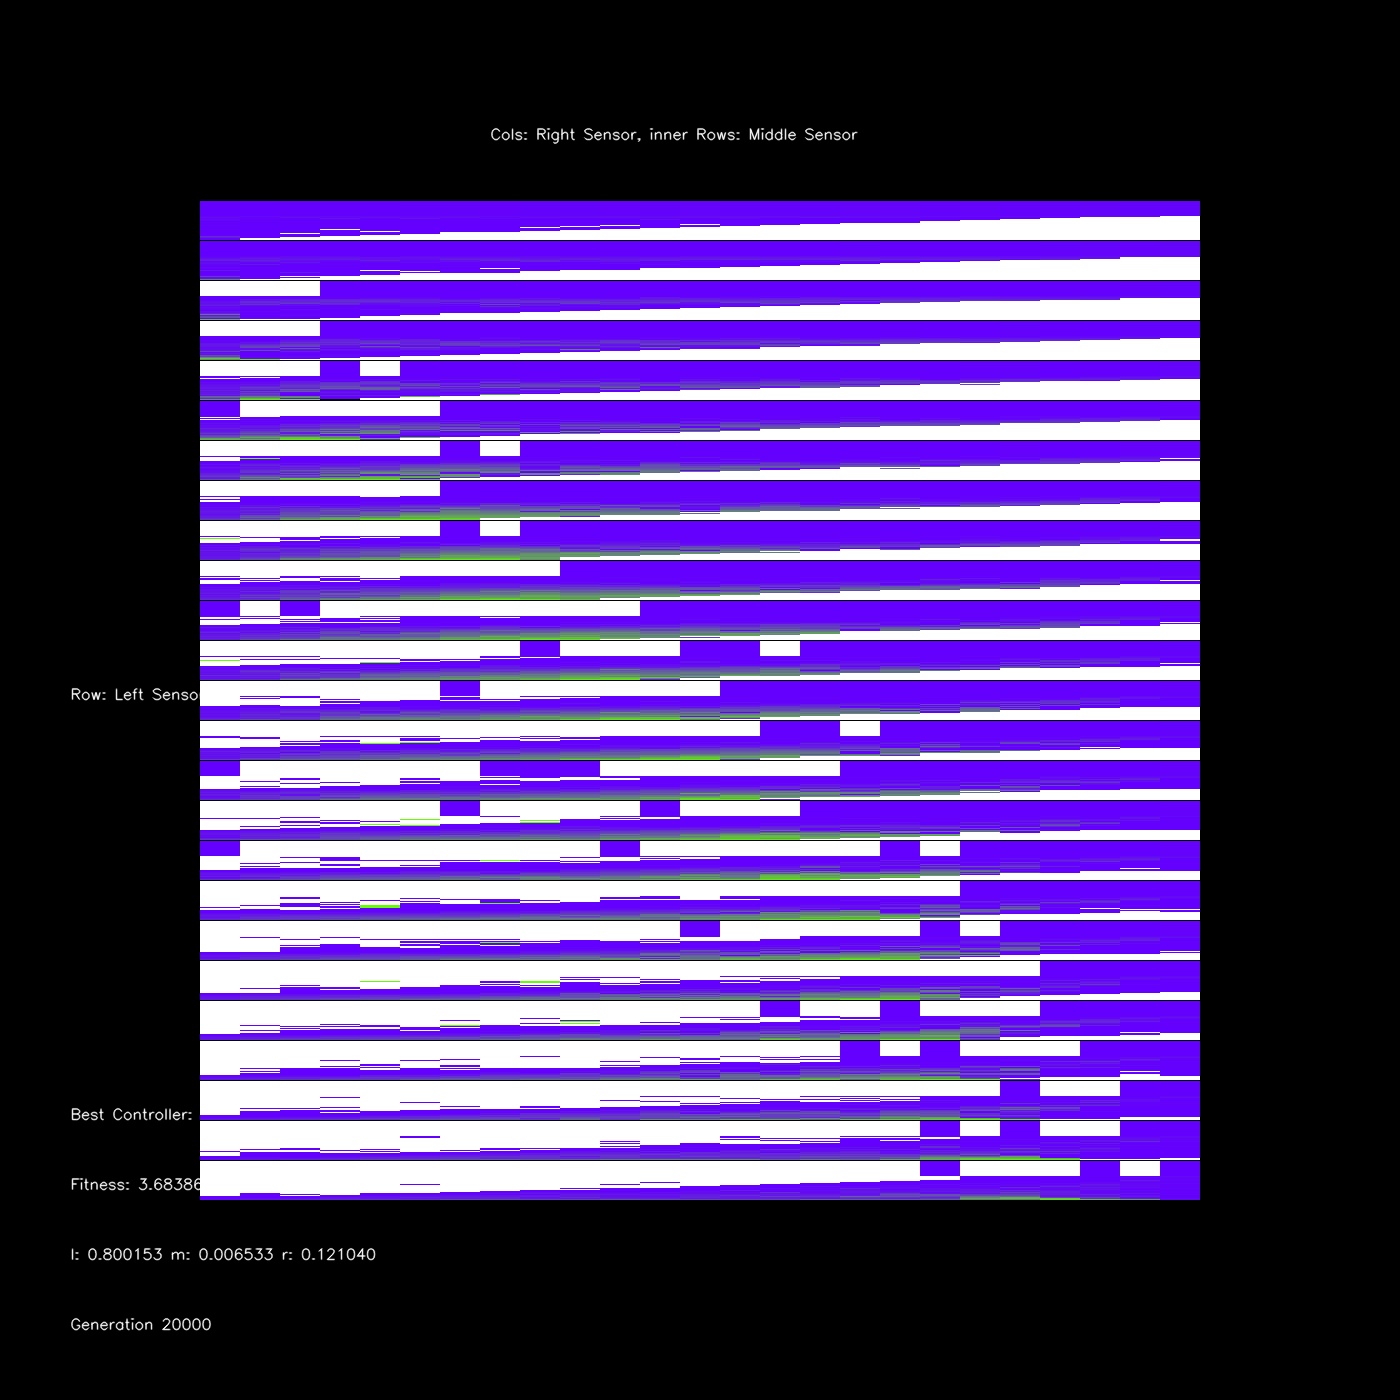 Cols: Right Sensor, inner Rows: Middle Sensor
Row: Left Senso
Best Controller:
Fitness: 3.68386
l: 0.800153 m: 0.006533 r: 0.121040
Generation 20000